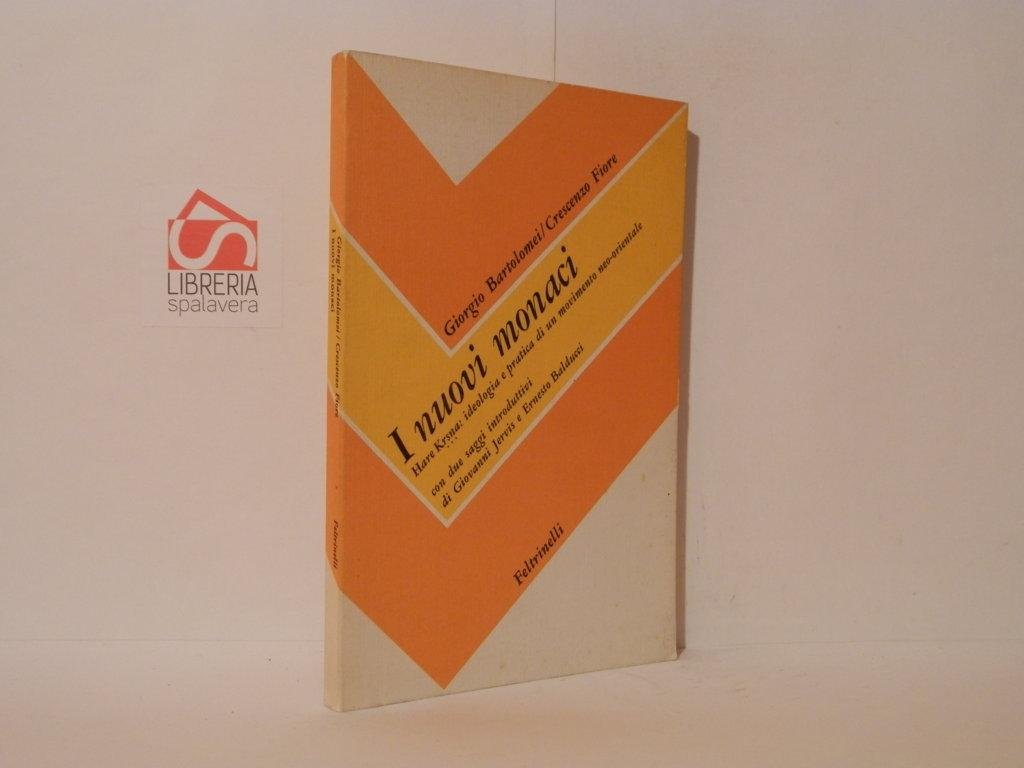 LIBRERIA
spalavera
Giorgio Bartolomei/Crescenzo Fiore
I nuovi monaci
Feltrinelli
Giorgio Bartolomei/Crescenzo Fiore
I nuovi monaci
Hare Kṛṣṇa: ideologia e pratica di un movimento neo-orientale
con due saggi introduttivi
di Giovanni Jervis e Ernesto Balducci
Feltrinelli